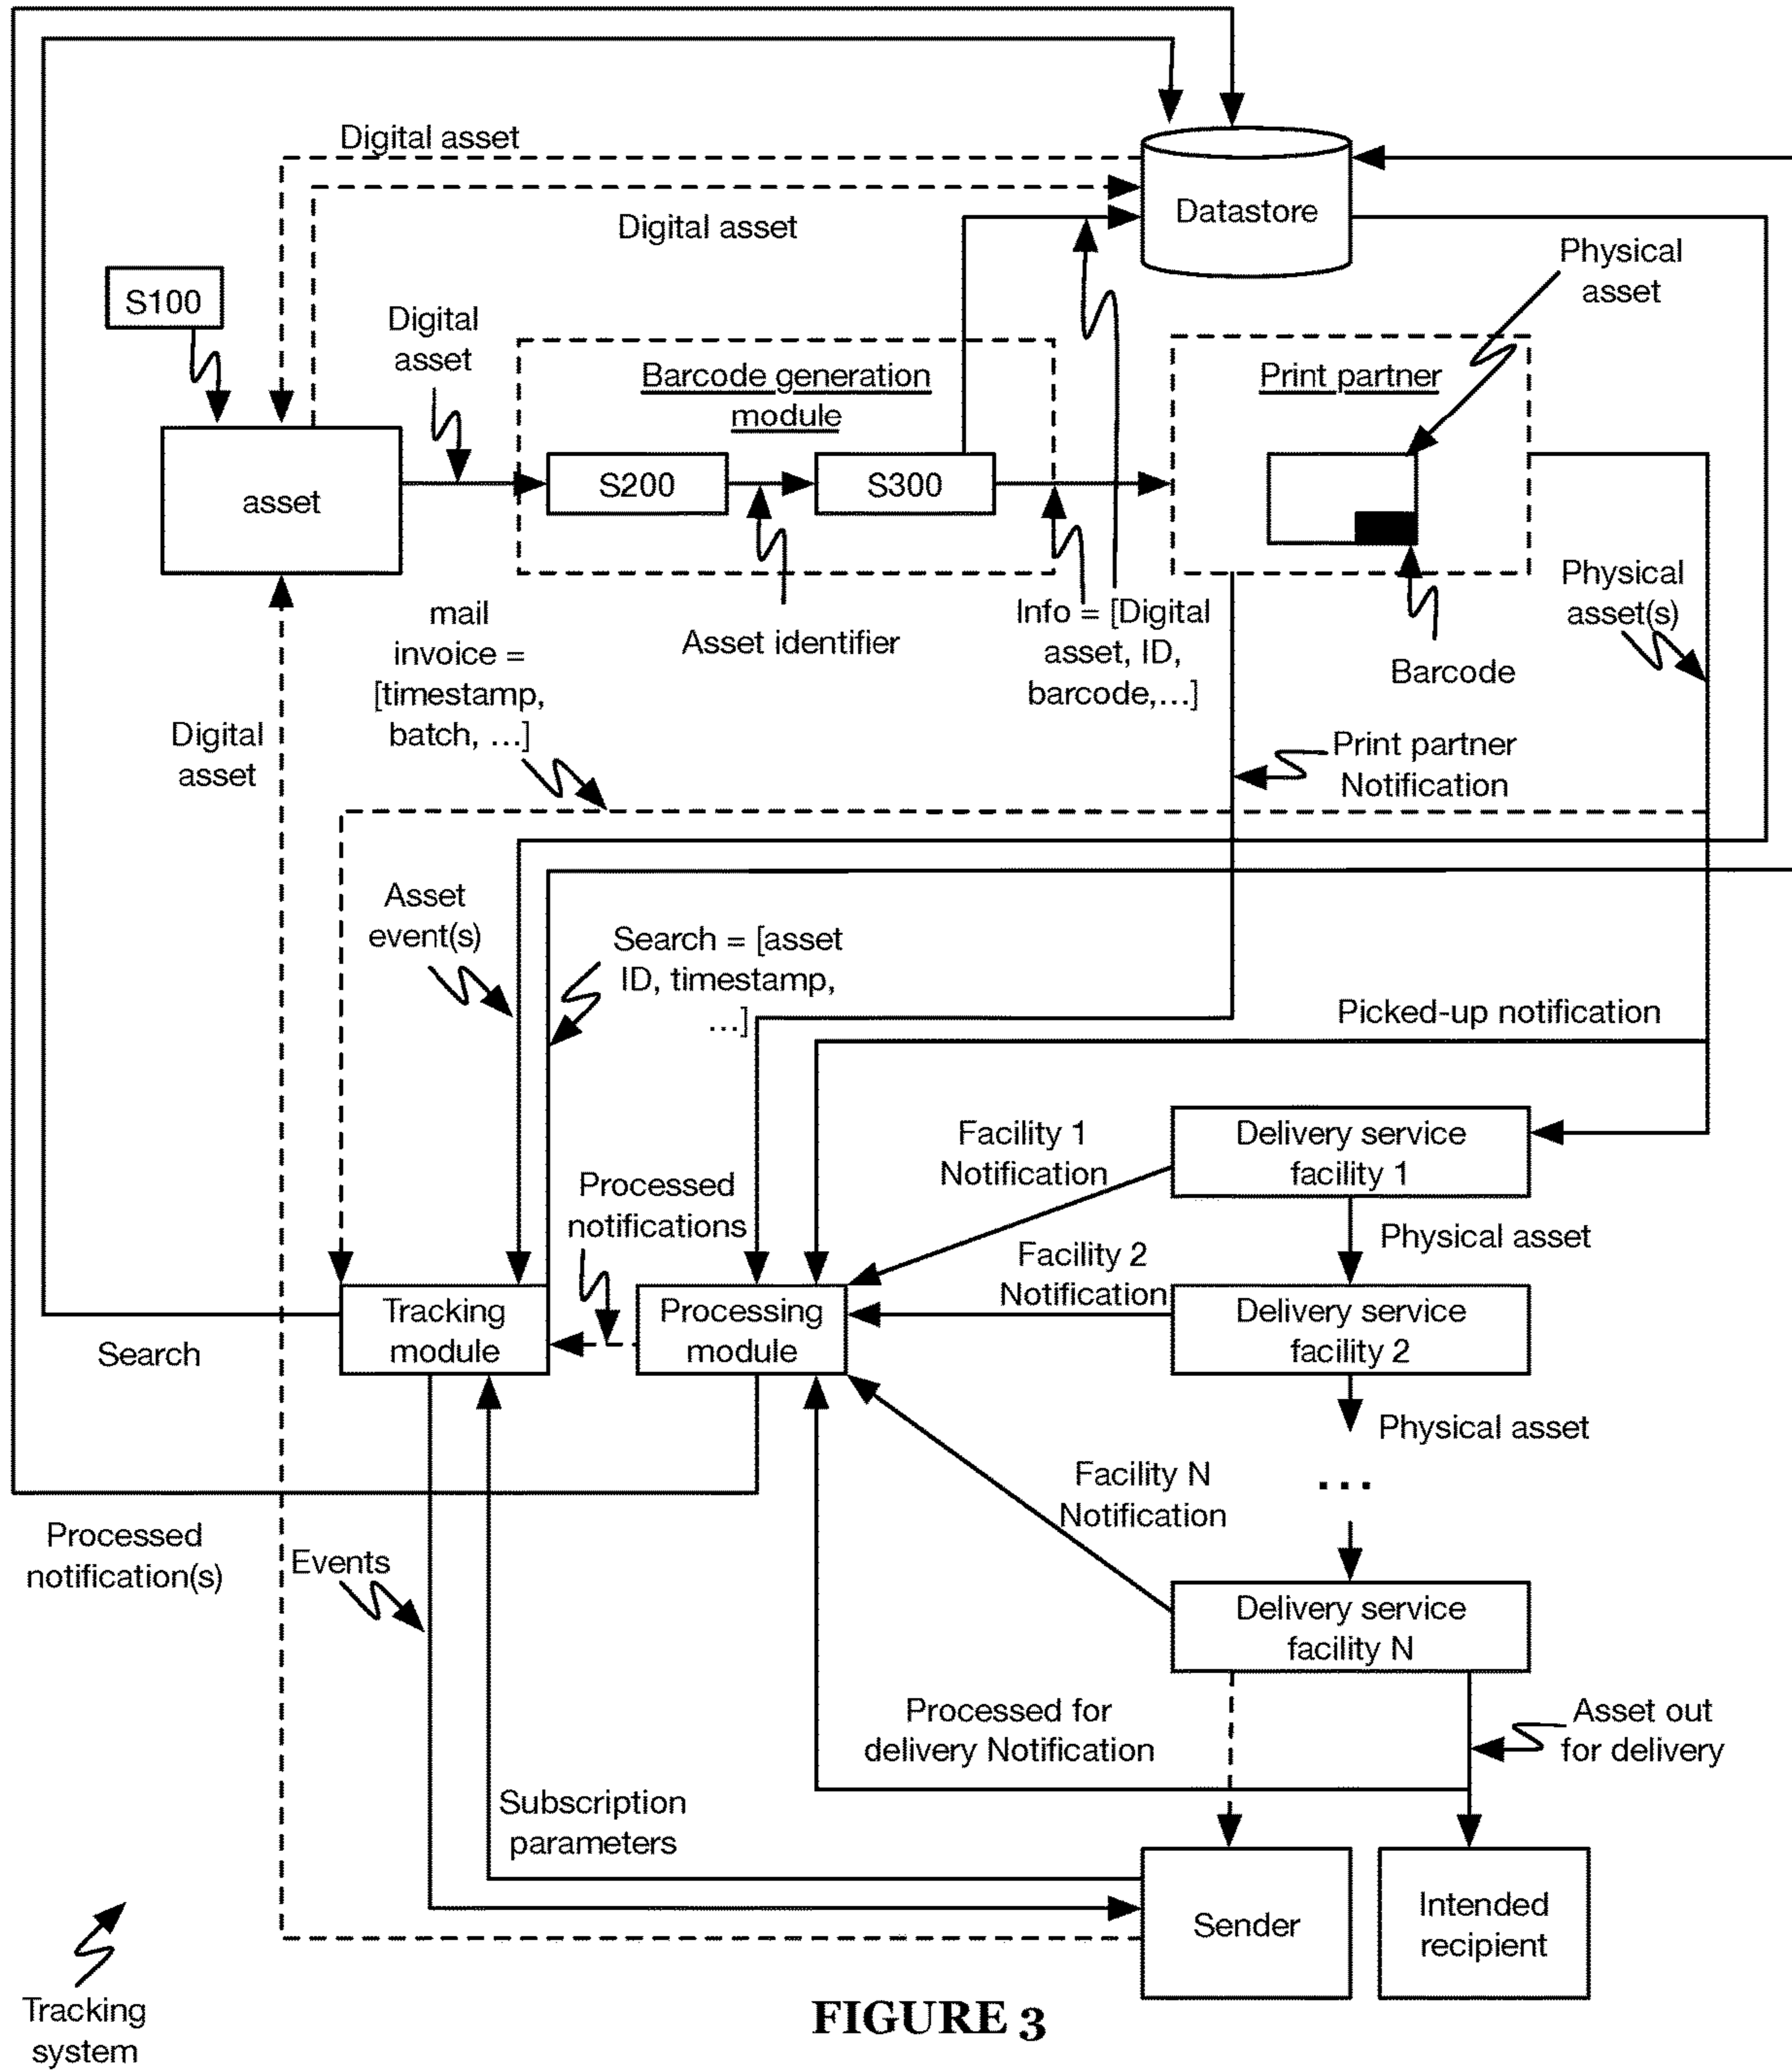 Digital asset
Digital asset
Datastore
Physical
asset
S100
Digital
asset
Barcode generation
module
S200
S300
Print partner
asset
mail
invoice =
[timestamp,
batch, ...]
Asset identifier
Info = [Digital
asset, ID,
barcode,...]
Barcode
Physical
asset(s)
Digital
asset
Print partner
Notification
Asset
event(s)
Search = [asset
ID, timestamp,
...]
Picked-up notification
Facility 1
Notification
Delivery service
facility 1
Processed
notifications
Physical asset
Facility 2
Notification
Tracking
module
Processing
module
Delivery service
facility 2
Search
Physical asset
...
Facility N
Notification
Processed
notification(s)
Events
Delivery service
facility N
Processed for
delivery Notification
Asset out
for delivery
Subscription
parameters
Sender
Intended
recipient
Tracking
system
FIGURE 3